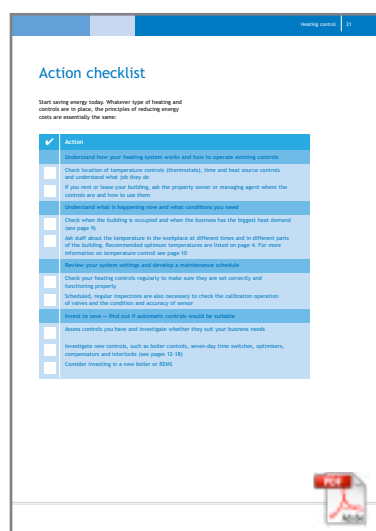 Heating control 21
Action checklist
Start saving energy today. Whatever type of heating and
controls are in place, the principles of reducing energy
costs are essentially the same:
✔ Action
Understand how your heating system works and how to operate existing controls
Check location of temperature controls (thermostats), time and heat source controls
and understand what job they do
If you rent or lease your building, ask the property owner or managing agent where the
controls are and how to use them
Understand what is happening now and what conditions you need
Check when the building is occupied and when the business has the biggest heat demand
(see page 9)
Ask staff about the temperature in the workplace at different times and in different parts
of the building. Recommended optimum temperatures are listed on page 4. For more
information on temperature control see page 10
Review your system settings and develop a maintenance schedule
Check your heating controls regularly to make sure they are set correctly and
functioning properly
Scheduled, regular inspections are also necessary to check the calibration operation
of valves and the condition and accuracy of sensor
Invest to save – find out if automatic controls would be suitable
Assess controls you have and investigate whether they suit your business needs
Investigate new controls, such as boiler controls, seven-day time switches, optimisers,
compensators and interlocks (see pages 12-18)
Consider investing in a new boiler or BEMS
PDF
Adobe